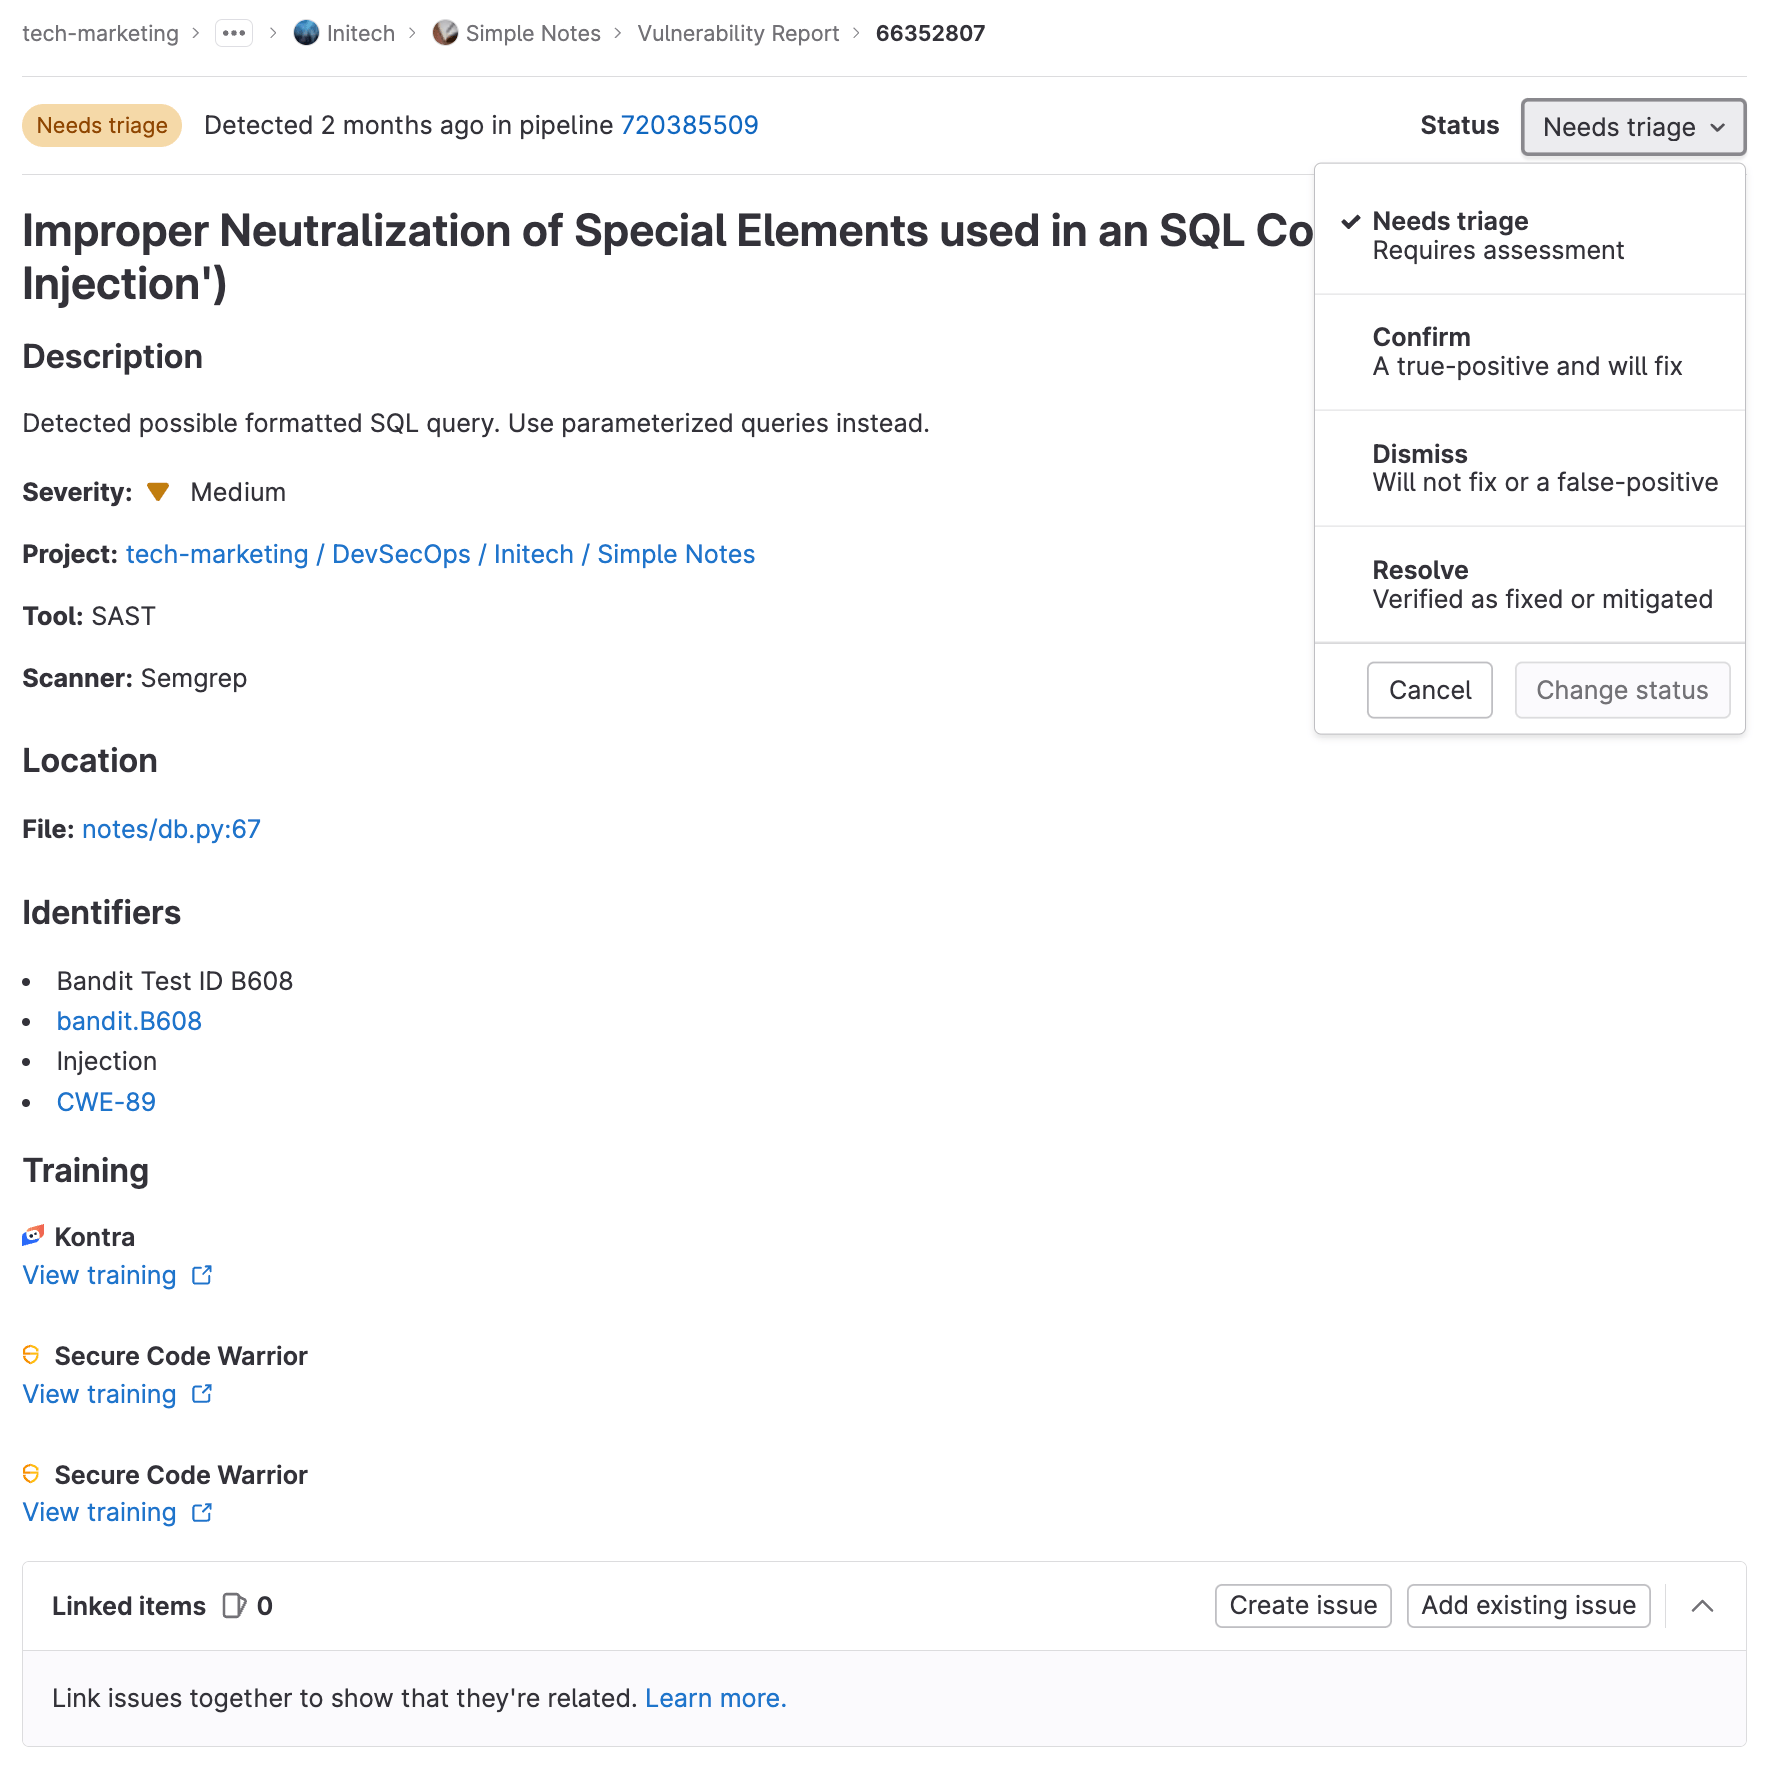 tech-marketing > ••• > Initech > Simple Notes > Vulnerability Report > 66352807
Needs triage Detected 2 months ago in pipeline 720385509 Status Needs triage
Improper Neutralization of Special Elements used in an SQL
Injection')
Needs triage
Requires assessment
Confirm
A true-positive and will fix
Dismiss
Will not fix or a false-positive
Resolve
Verified as fixed or mitigated
Cancel Change status
Description
Detected possible formatted SQL query. Use parameterized queries instead.
Severity: Medium
Project: tech-marketing / DevSecOps / Initech / Simple Notes
Tool: SAST
Scanner: Semgrep
Location
File: notes/db.py:67
Identifiers
• Bandit Test ID B608
• bandit.B608
• Injection
• CWE-89
Training
Kontra
View training
Secure Code Warrior
View training
Secure Code Warrior
View training
Linked items 0 Create issue Add existing issue
Link issues together to show that they're related. Learn more.